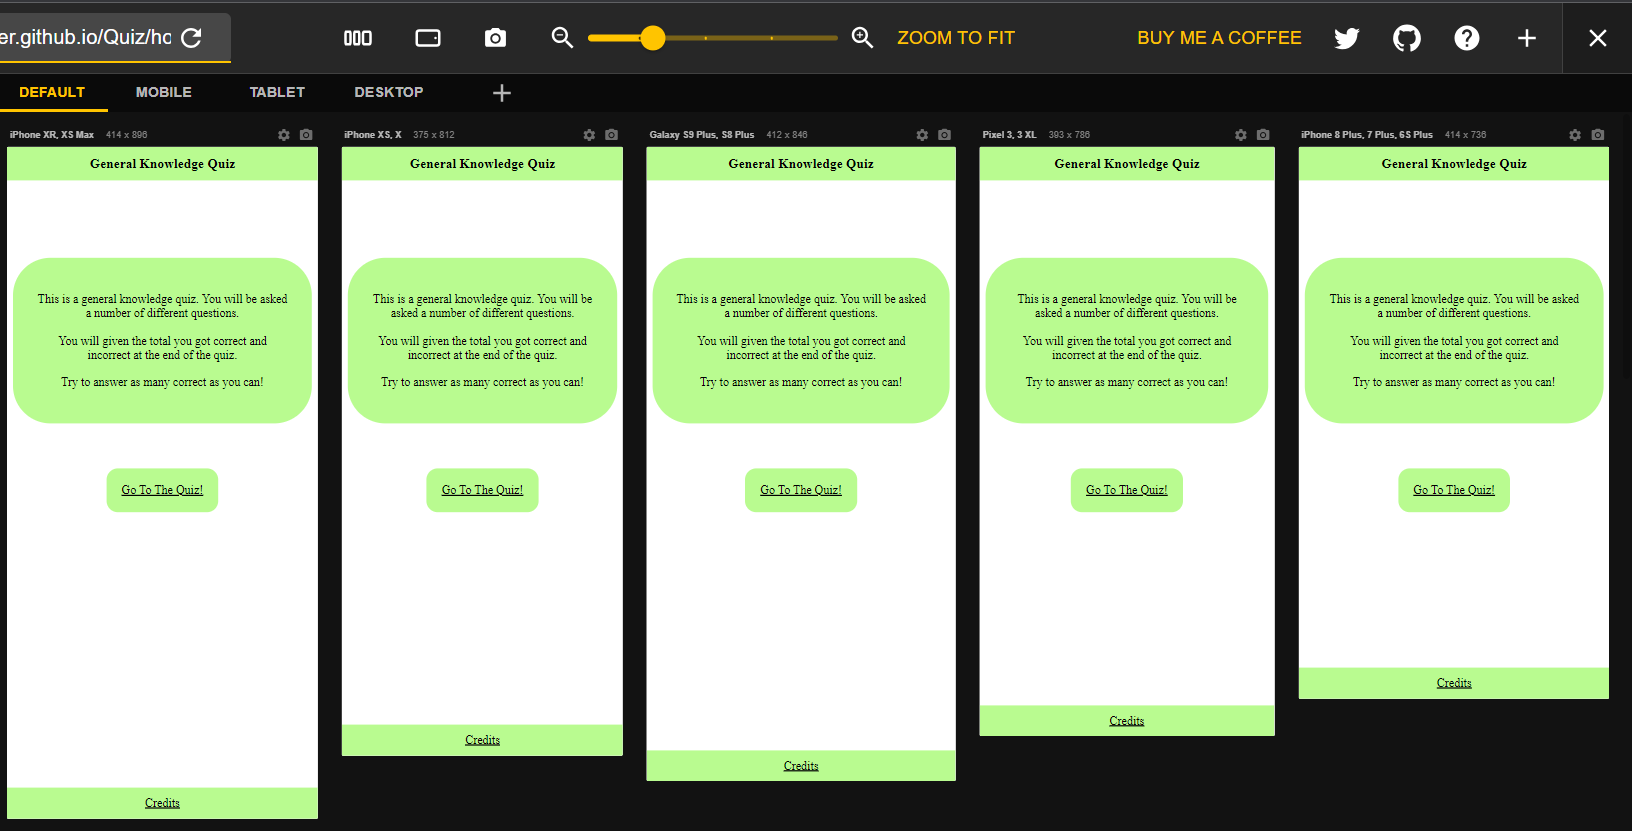 er.github.io/Quiz/ho
ZOOM TO FIT
BUY ME A COFFEE
DEFAULT
MOBILE
TABLET
DESKTOP
iPhone XR, XS Max 414 x 896
General Knowledge Quiz
This is a general knowledge quiz. You will be asked
a number of different questions.
You will given the total you got correct and
incorrect at the end of the quiz.
Try to answer as many correct as you can!
Go To The Quiz!
Credits
iPhone XS, X 375 x 812
General Knowledge Quiz
This is a general knowledge quiz. You will be
asked a number of different questions.
You will given the total you got correct and
incorrect at the end of the quiz.
Try to answer as many correct as you can!
Go To The Quiz!
Credits
Galaxy S9 Plus, S8 Plus 412 x 846
General Knowledge Quiz
This is a general knowledge quiz. You will be asked
a number of different questions.
You will given the total you got correct and
incorrect at the end of the quiz.
Try to answer as many correct as you can!
Go To The Quiz!
Credits
Pixel 3, 3 XL 393 x 786
General Knowledge Quiz
This is a general knowledge quiz. You will be
asked a number of different questions.
You will given the total you got correct and
incorrect at the end of the quiz.
Try to answer as many correct as you can!
Go To The Quiz!
Credits
iPhone 8 Plus, 7 Plus, 6S Plus 414 x 736
General Knowledge Quiz
This is a general knowledge quiz. You will be asked
a number of different questions.
You will given the total you got correct and
incorrect at the end of the quiz.
Try to answer as many correct as you can!
Go To The Quiz!
Credits